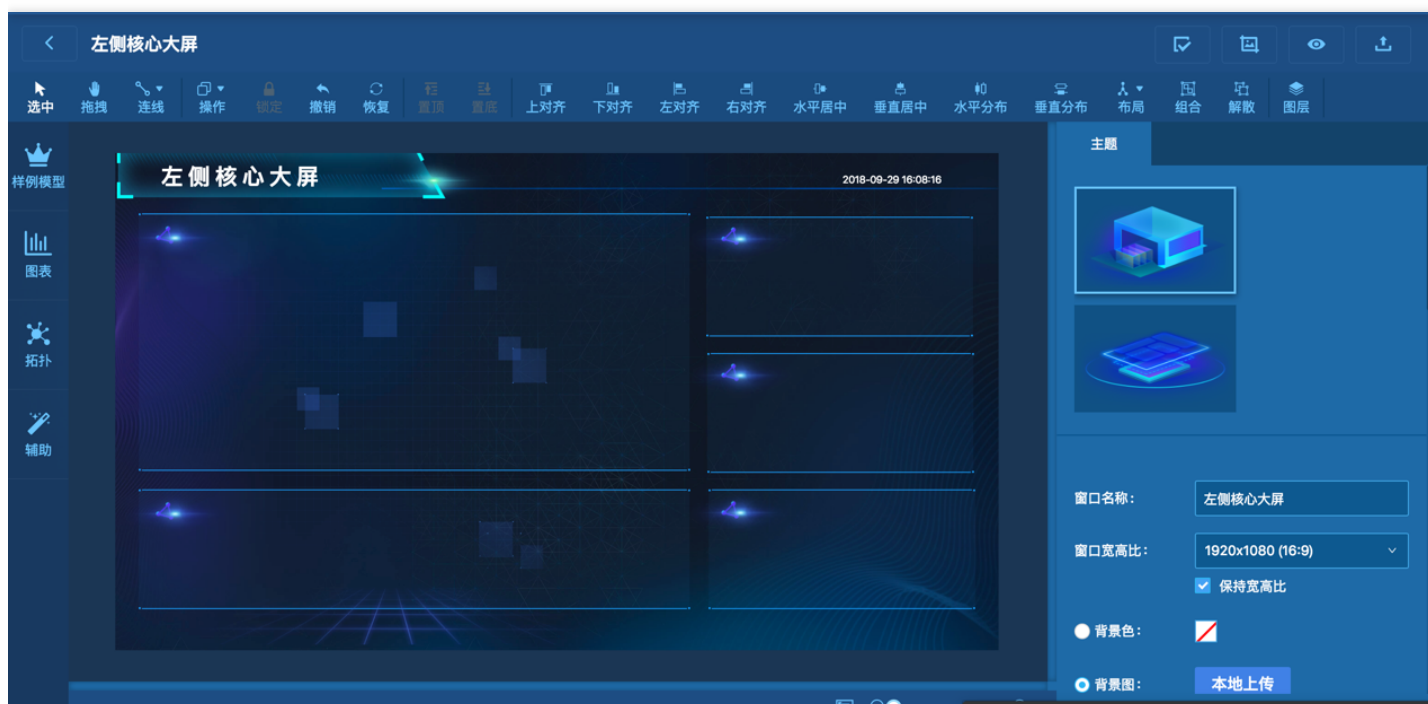 左侧核心大屏
选中 拖拽 连线 操作 锁定 撤销 恢复 置顶 置底 上对齐 下对齐 左对齐 右对齐 水平居中 垂直居中 水平分布 垂直分布 布局 组合 解散 图层
主题
样例模型
左侧核心大屏
2018-09-29 16:08:16
图表
拓扑
辅助
窗口名称：
左侧核心大屏
窗口宽高比：
1920x1080 (16:9)
保持宽高比
背景色：
背景图：
本地上传